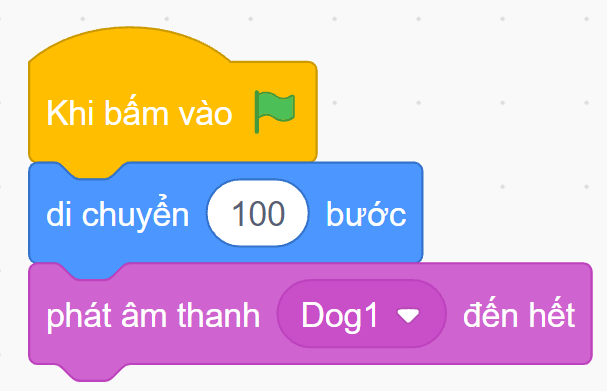 Khi bấm vào
di chuyển 100 bước
phát âm thanh Dog1 đến hết